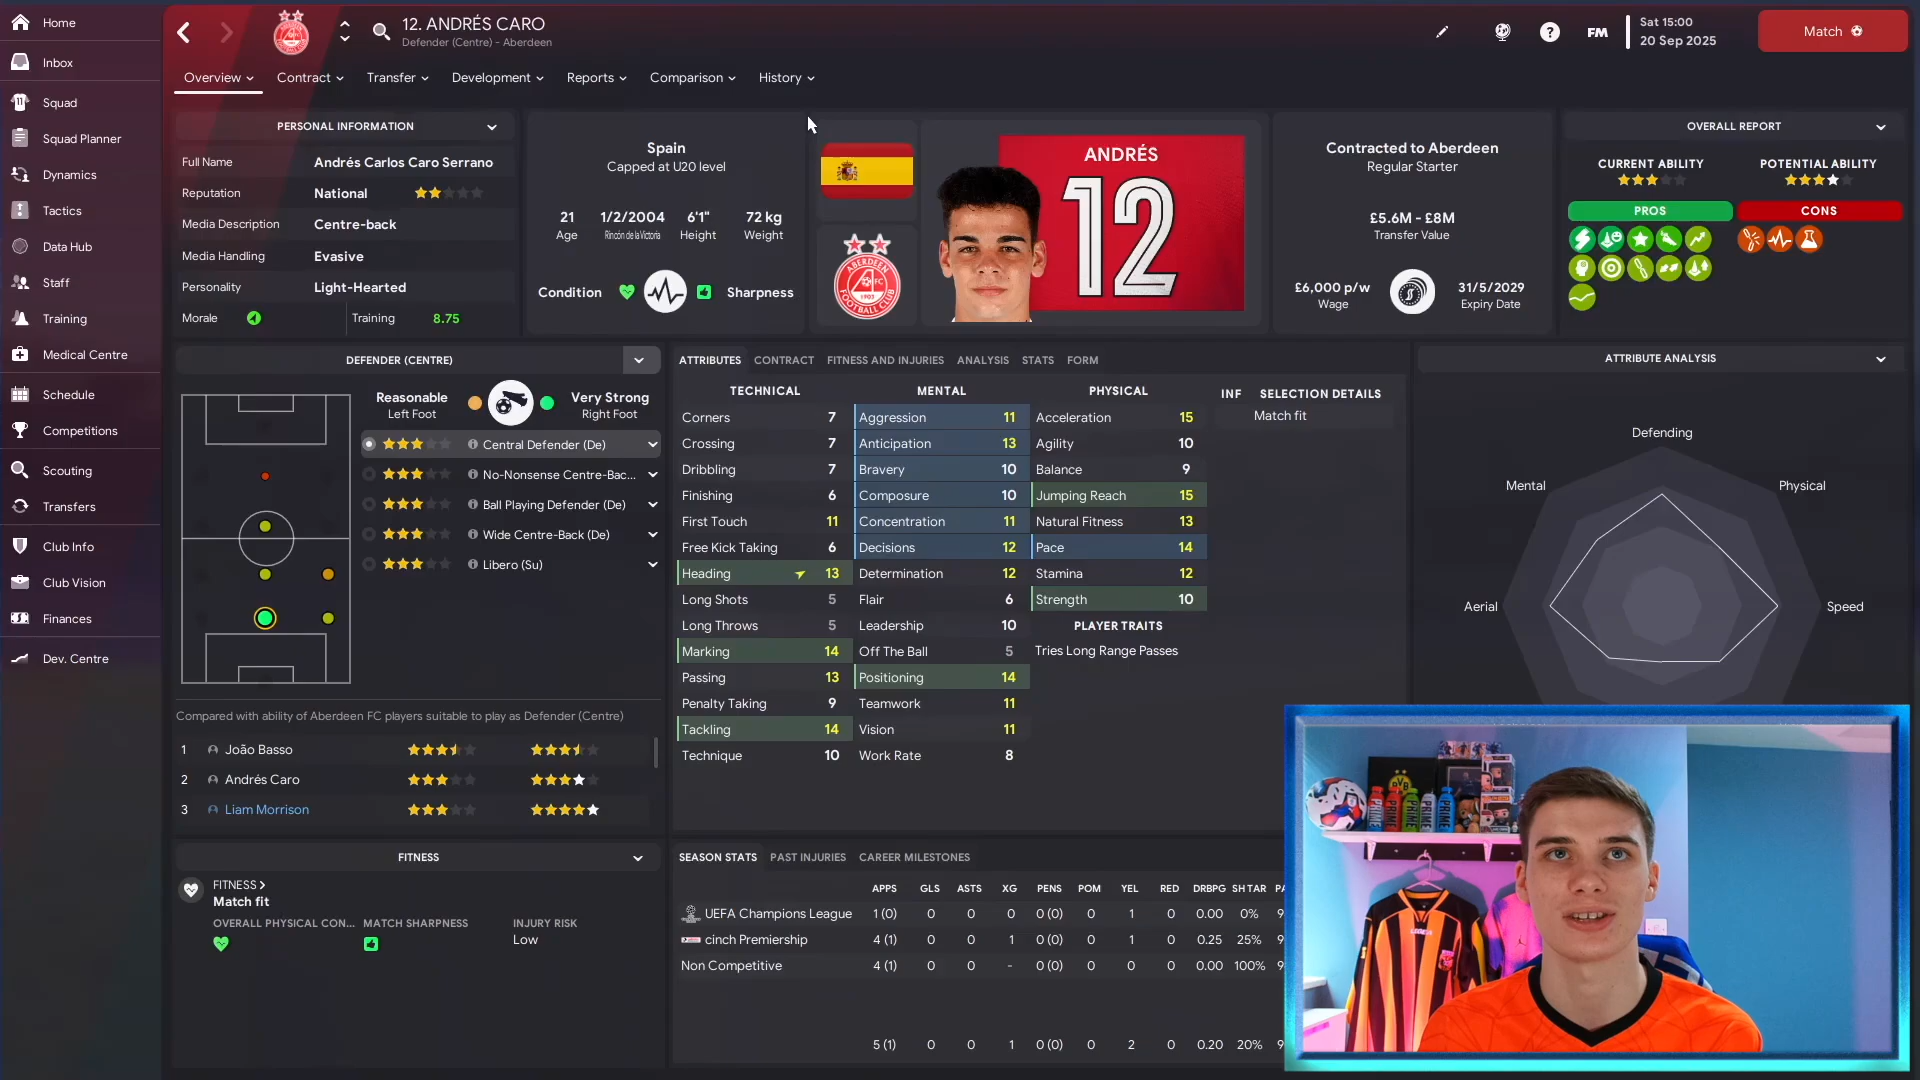 Home
Inbox
Squad
Squad Planner
Dynamics
Tactics
Data Hub
Staff
Training
Medical Centre
Schedule
Competitions
Scouting
Transfers
Club Info
Club Vision
Finances
Dev. Centre
12. ANDRÉS CARO
Defender (Centre) - Aberdeen
FM
Sat 15:00
20 Sep 2025
Match
Overview
Contract
Transfer
Development
Reports
Comparison
History
PERSONAL INFORMATION
Full Name Andrés Carlos Caro Serrano
Reputation National
Media Description Centre-back
Media Handling Evasive
Personality Light-Hearted
Morale Training 8.75
Spain
Capped at U20 level
21 1/2/2004 6'1" 72 kg
Age Rincón de la Victoria Height Weight
Condition Sharpness
ABERDEEN
FOOTBALL CLUB
1903
ANDRÉS
12
Contracted to Aberdeen
Regular Starter
£5.6M - £8M
Transfer Value
£6,000 p/w 31/5/2029
Wage Expiry Date
OVERALL REPORT
CURRENT ABILITY POTENTIAL ABILITY
PROS CONS
DEFENDER (CENTRE)
Reasonable Very Strong
Left Foot Right Foot
Central Defender (De)
No-Nonsense Centre-Bac...
Ball Playing Defender (De)
Wide Centre-Back (De)
Libero (Su)
Compared with ability of Aberdeen FC players suitable to play as Defender (Centre)
1 João Basso
2 Andrés Caro
3 Liam Morrison
ATTRIBUTES CONTRACT FITNESS AND INJURIES ANALYSIS STATS FORM
TECHNICAL
Corners 7
Crossing 7
Dribbling 7
Finishing 6
First Touch 11
Free Kick Taking 6
Heading 13
Long Shots 5
Long Throws 5
Marking 14
Passing 13
Penalty Taking 9
Tackling 14
Technique 10
MENTAL
Aggression 11
Anticipation 13
Bravery 10
Composure 10
Concentration 11
Decisions 12
Determination 12
Flair 6
Leadership 10
Off The Ball 5
Positioning 14
Teamwork 11
Vision 11
Work Rate 8
PHYSICAL
Acceleration 15
Agility 10
Balance 9
Jumping Reach 15
Natural Fitness 13
Pace 14
Stamina 12
Strength 10
PLAYER TRAITS
Tries Long Range Passes
INF SELECTION DETAILS
Match fit
ATTRIBUTE ANALYSIS
Defending
Mental Physical
Aerial Speed
FITNESS
FITNESS
Match fit
OVERALL PHYSICAL CON... MATCH SHARPNESS INJURY RISK
Low
SEASON STATS PAST INJURIES CAREER MILESTONES
APPS GLS ASTS XG PENS POM YEL RED DRBPG SH TAR
UEFA Champions League 1 (0) 0 0 0 0 (0) 0 1 0 0.00 0%
cinch Premiership 4 (1) 0 0 1 0 (0) 0 1 0 0.25 25%
Non Competitive 4 (1) 0 0 - 0 (0) 0 0 0 0.00 100%
5 (1) 0 0 1 0 (0) 0 2 0 0.20 20%
PRIME PRIME PRIME PRIME